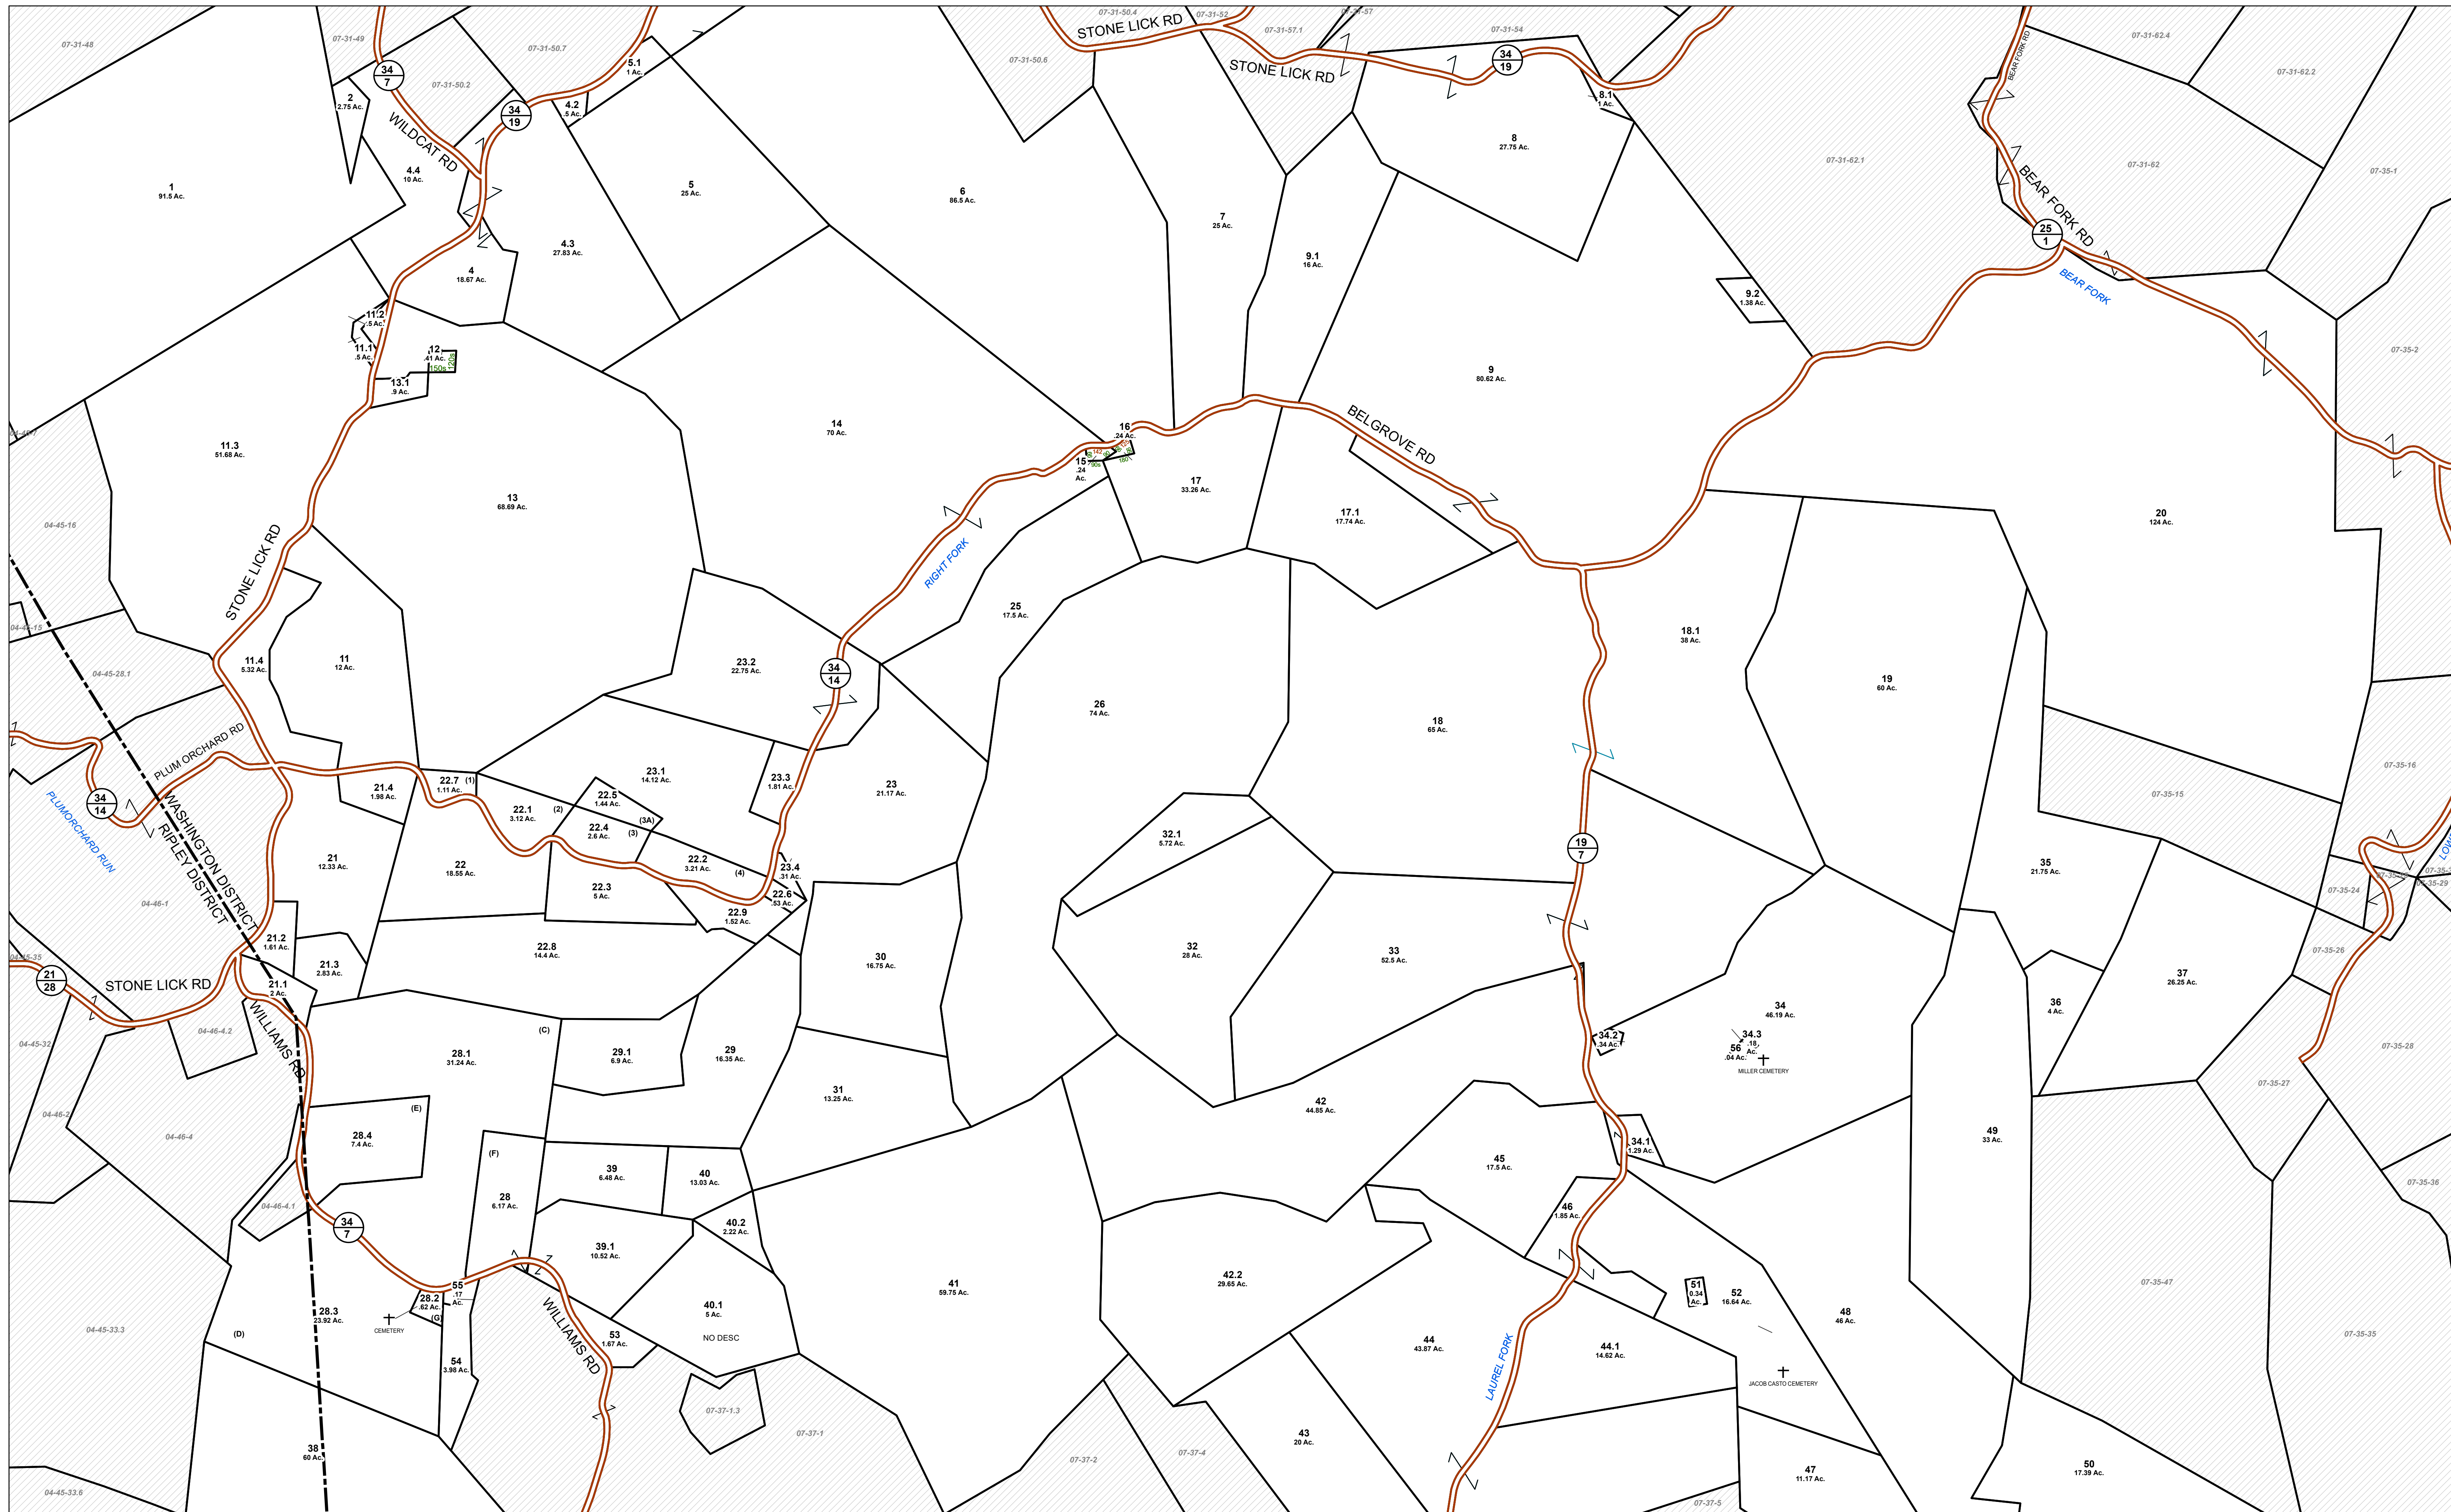 07-31-48
07-31-49
07-31-50.7
07-31-50.4
07-31-52
07-31-57
07-31-57.1
07-31-54
07-31-62.4
07-31-62.2
STONE LICK RD
STONE LICK RD
BEAR FORK RD
34
7
34
19
34
19
07-31-50.2
07-31-50.6
5.1
1 Ac.
2
2.75 Ac.
4.2
.5 Ac.
8.1
1 Ac.
WILDCAT RD
8
27.75 Ac.
07-31-62.1
07-31-62
07-35-1
1
91.5 Ac.
4.4
10 Ac.
5
25 Ac.
6
86.5 Ac.
7
25 Ac.
BEAR FORK RD
25
1
4.3
27.83 Ac.
4
18.67 Ac.
9.1
16 Ac.
9.2
1.38 Ac.
BEAR FORK
11.2
.5 Ac.
11.1
.5 Ac.
12
.41 Ac.
150s
120s
13.1
.9 Ac.
9
80.62 Ac.
07-35-2
11.3
51.68 Ac.
14
70 Ac.
16
.24 Ac.
15
.24
Ac.
142
90s
180
BELGROVE RD
13
68.69 Ac.
17
33.26 Ac.
17.1
17.74 Ac.
20
124 Ac.
04-45-16
STONE LICK RD
RIGHT FORK
25
17.5 Ac.
18.1
38 Ac.
04-45-28.1
11.4
5.32 Ac.
11
12 Ac.
23.2
22.75 Ac.
34
14
26
74 Ac.
18
65 Ac.
19
60 Ac.
PLUM ORCHARD RD
34
14
PLUMORCHARD RUN
WASHINGTON DISTRICT
RIPLEY DISTRICT
21.4
1.98 Ac.
22.7
1.11 Ac.
(1)
22.1
3.12 Ac.
(2)
22.5
1.44 Ac.
22.4
2.6 Ac.
(3A)
(3)
23.1
14.12 Ac.
23.3
1.81 Ac.
23
21.17 Ac.
07-35-16
07-35-15
21
12.33 Ac.
22
18.55 Ac.
22.2
3.21 Ac.
(4)
23.4
.31 Ac.
22.3
5 Ac.
22.6
.53 Ac.
22.9
1.52 Ac.
32.1
5.72 Ac.
19
7
35
21.75 Ac.
07-35-24
07-35-29
04-46-1
21.2
1.61 Ac.
21.3
2.83 Ac.
22.8
14.4 Ac.
30
16.75 Ac.
32
28 Ac.
33
52.5 Ac.
37
26.25 Ac.
07-35-26
04-45-35
21
28
STONE LICK RD
21.1
2 Ac.
36
4 Ac.
04-46-4.2
WILLIAMS RD
04-45-32
28.1
31.24 Ac.
(C)
29.1
6.9 Ac.
29
16.35 Ac.
34
46.19 Ac.
34.2
.34 Ac.
34.3
.18
Ac.
56
.04 Ac.
MILLER CEMETERY
07-35-28
07-35-27
04-46-2
04-46-4
(E)
28.4
7.4 Ac.
31
13.25 Ac.
42
44.85 Ac.
34.1
1.29 Ac.
49
33 Ac.
(F)
28
6.17 Ac.
39
6.48 Ac.
40
13.03 Ac.
45
17.5 Ac.
07-35-36
04-46-4.1
34
7
46
1.85 Ac.
40.2
2.22 Ac.
39.1
10.52 Ac.
41
59.75 Ac.
42.2
29.65 Ac.
07-35-47
55
.17
Ac.
28.2
.62 Ac.
(G)
28.3
23.92 Ac.
(D)
CEMETERY
WILLIAMS RD
53
1.67 Ac.
40.1
5 Ac.
NO DESC
51
0.34
Ac.
52
16.64 Ac.
48
46 Ac.
04-45-33.3
54
3.98 Ac.
LAUREL FORK
44
43.87 Ac.
44.1
14.62 Ac.
JACOB CASTO CEMETERY
07-35-35
07-37-1.3
07-37-1
07-37-2
07-37-4
43
20 Ac.
38
60 Ac.
47
11.17 Ac.
50
17.39 Ac.
04-45-33.6
07-37-5